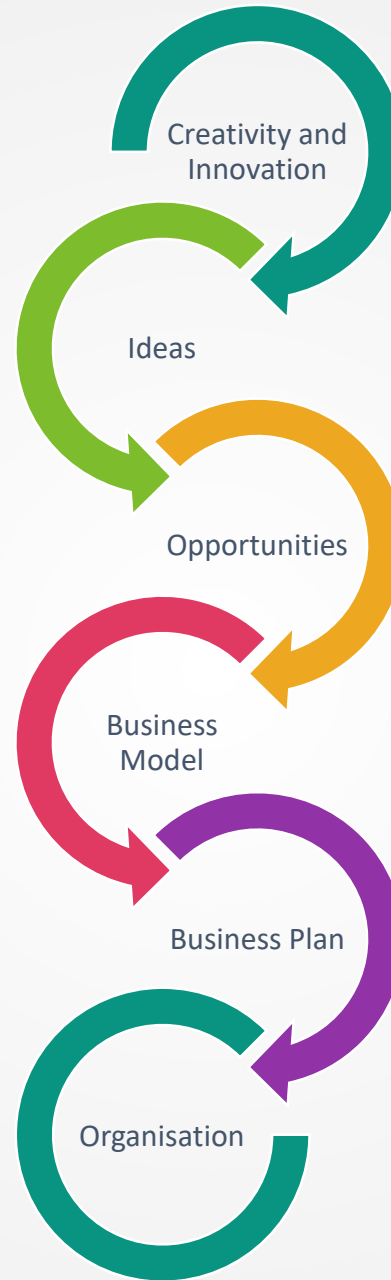 Creativity and
Innovation
Ideas
Opportunities
Business
Model
Business Plan
Organisation